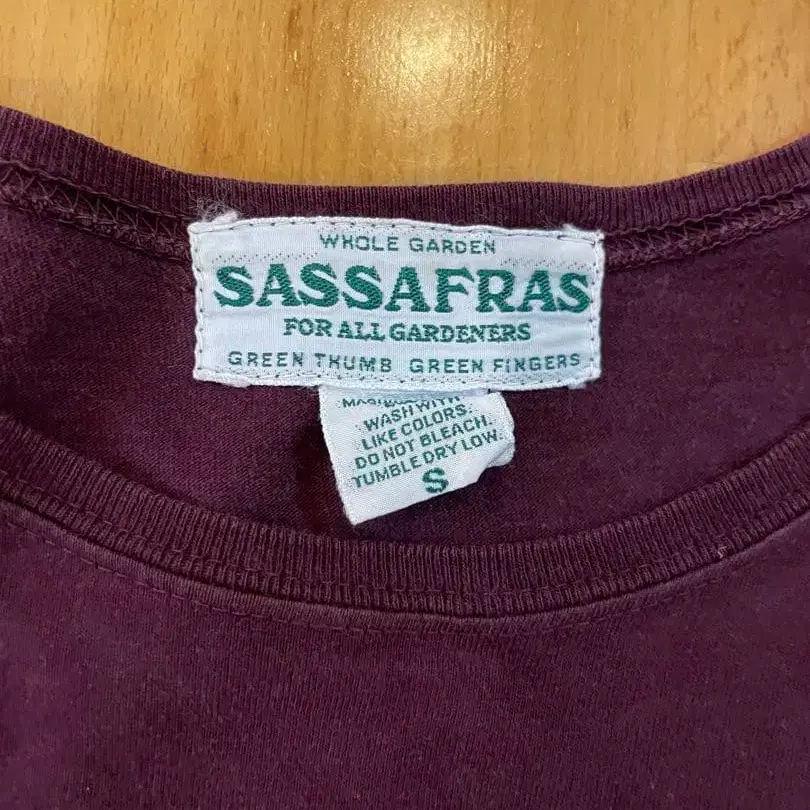 WHOLE GARDEN
SASSAFRAS
FOR ALL GARDENERS
GREEN THUMB GREEN FINGERS
WASH WITH
LIKE COLORS.
DO NOT BLEACH.
TUMBLE DRY LOW.
S